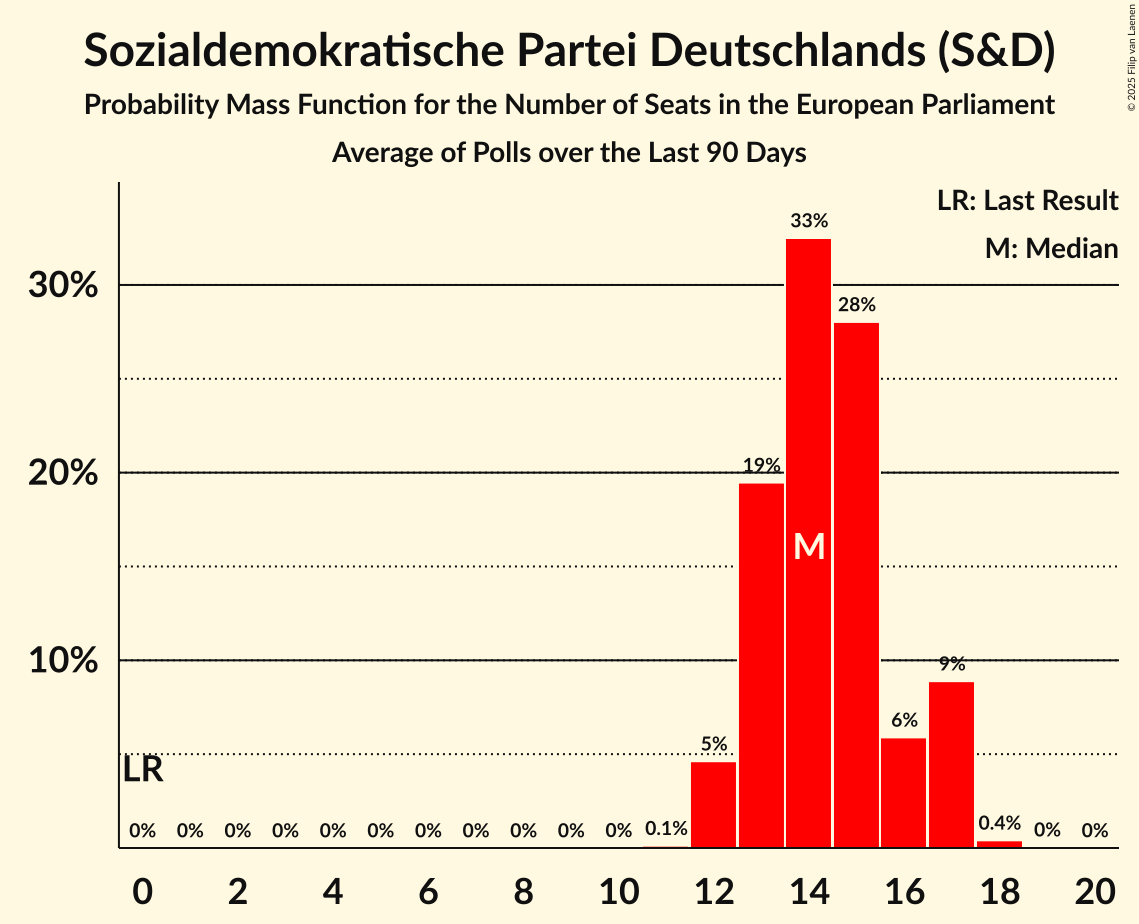 Sozialdemokratische Partei Deutschlands (S&D)
Probability Mass Function for the Number of Seats in the European Parliament
Average of Polls over the Last 90 Days
© 2025 Filip van Laenen
LR: Last Result
M: Median
33%
30%
28%
20%
19%
M
10%
9%
6%
5%
LR
0% 0% 0% 0% 0% 0% 0% 0% 0% 0% 0% 0.1% 0.4% 0% 0%
0 2 4 6 8 10 12 14 16 18 20